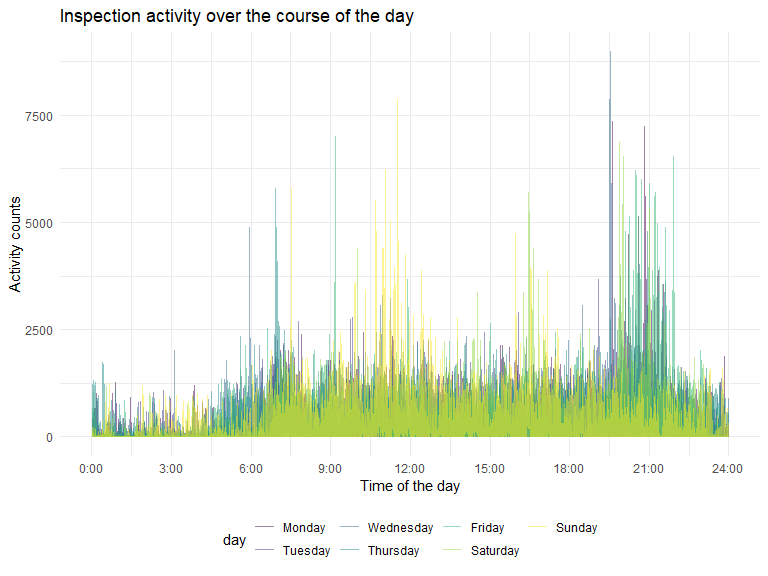 Inspection activity over the course of the day
7500
5000
2500
0
Activity counts
0:00 3:00 6:00 9:00 12:00 15:00 18:00 21:00 24:00
Time of the day
day
Monday Wednesday Friday Sunday
Tuesday Thursday Saturday